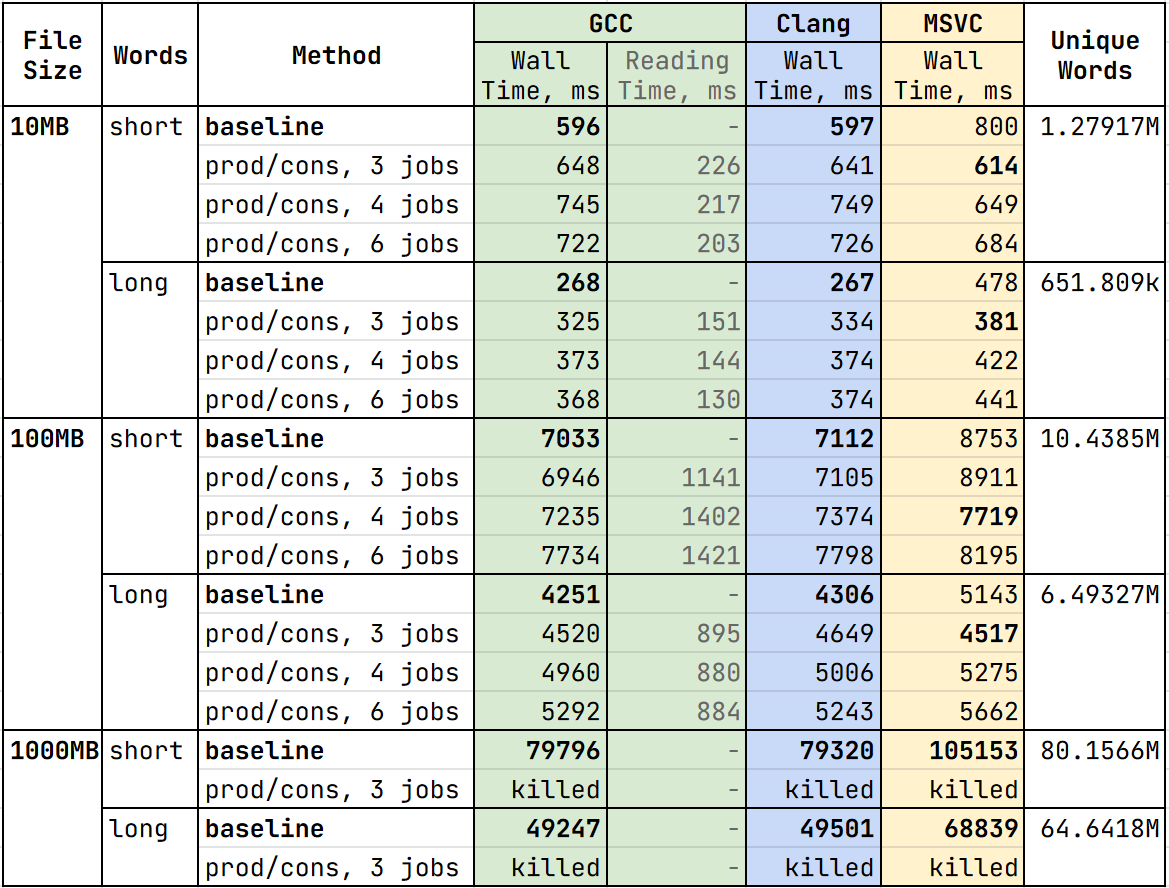 File Size Words Method GCC Clang MSVC Unique Words
Wall Time, ms Reading Time, ms Wall Time, ms Wall Time, ms
10MB short baseline 596 - 597 800 1.27917M
prod/cons, 3 jobs 648 226 641 614
prod/cons, 4 jobs 745 217 749 649
prod/cons, 6 jobs 722 203 726 684
long baseline 268 - 267 478 651.809k
prod/cons, 3 jobs 325 151 334 381
prod/cons, 4 jobs 373 144 374 422
prod/cons, 6 jobs 368 130 374 441
100MB short baseline 7033 - 7112 8753 10.4385M
prod/cons, 3 jobs 6946 1141 7105 8911
prod/cons, 4 jobs 7235 1402 7374 7719
prod/cons, 6 jobs 7734 1421 7798 8195
long baseline 4251 - 4306 5143 6.49327M
prod/cons, 3 jobs 4520 895 4649 4517
prod/cons, 4 jobs 4960 880 5006 5275
prod/cons, 6 jobs 5292 884 5243 5662
1000MB short baseline 79796 - 79320 105153 80.1566M
prod/cons, 3 jobs killed - killed killed
long baseline 49247 - 49501 68839 64.6418M
prod/cons, 3 jobs killed - killed killed